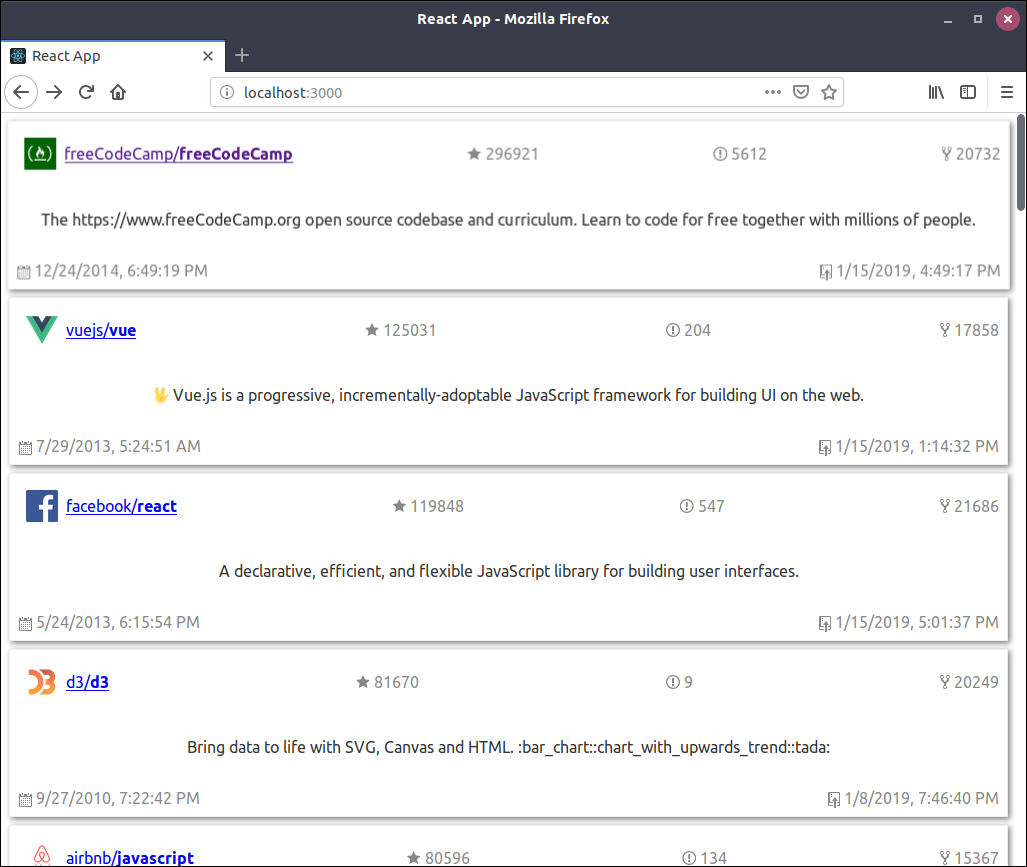 React App - Mozilla Firefox
React App
localhost:3000
freeCodeCamp/freeCodeCamp 296921 5612 20732
The https://www.freeCodeCamp.org open source codebase and curriculum. Learn to code for free together with millions of people.
12/24/2014, 6:49:19 PM 1/15/2019, 4:49:17 PM
vuejs/vue 125031 204 17858
🖖 Vue.js is a progressive, incrementally-adoptable JavaScript framework for building UI on the web.
7/29/2013, 5:24:51 AM 1/15/2019, 1:14:32 PM
facebook/react 119848 547 21686
A declarative, efficient, and flexible JavaScript library for building user interfaces.
5/24/2013, 6:15:54 PM 1/15/2019, 5:01:37 PM
d3/d3 81670 9 20249
Bring data to life with SVG, Canvas and HTML. :bar_chart::chart_with_upwards_trend::tada:
9/27/2010, 7:22:42 PM 1/8/2019, 7:46:40 PM
airbnb/javascript 80596 134 15367